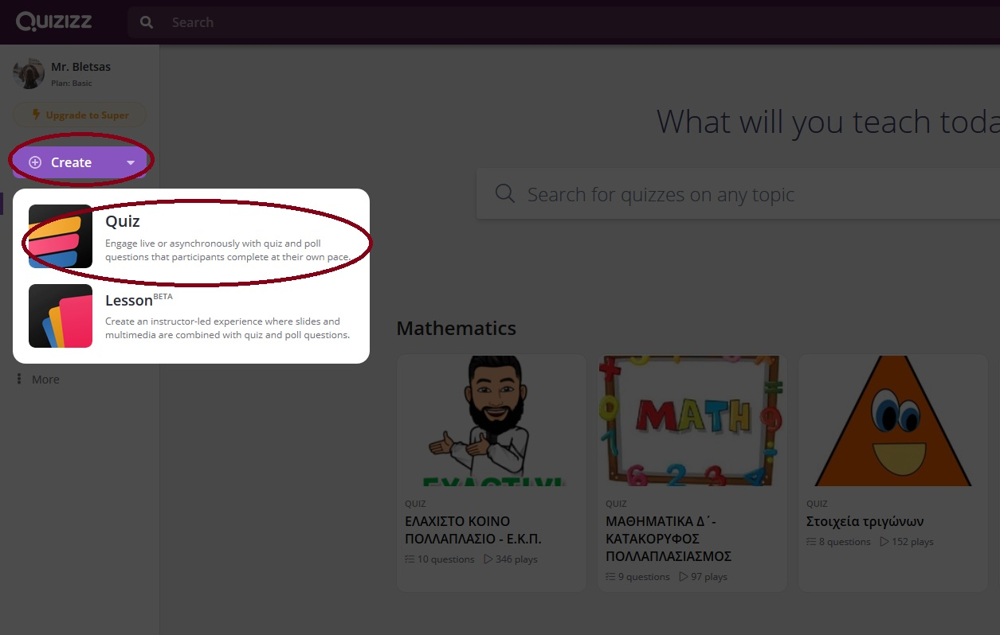 QUIZIZZ
Search
Mr. Bletsas
Plan: Basic
Upgrade to Super
Create
Quiz
Engage live or asynchronously with quiz and poll
questions that participants complete at their own pace.
Lesson BETA
Create an instructor-led experience where slides and
multimedia are combined with quiz and poll questions.
More
What will you teach toda
Search for quizzes on any topic
Mathematics
EXACTLY!
QUIZ
ΕΛΑΧΙΣΤΟ ΚΟΙΝΟ
ΠΟΛΛΑΠΛΑΣΙΟ - Ε.Κ.Π.
10 questions 346 plays
MATH
QUIZ
ΜΑΘΗΜΑΤΙΚΑ Δ΄-
ΚΑΤΑΚΟΡΥΦΟΣ
ΠΟΛΛΑΠΛΑΣΙΑΣΜΟΣ
9 questions 97 plays
QUIZ
Στοιχεία τριγώνων
8 questions 152 plays